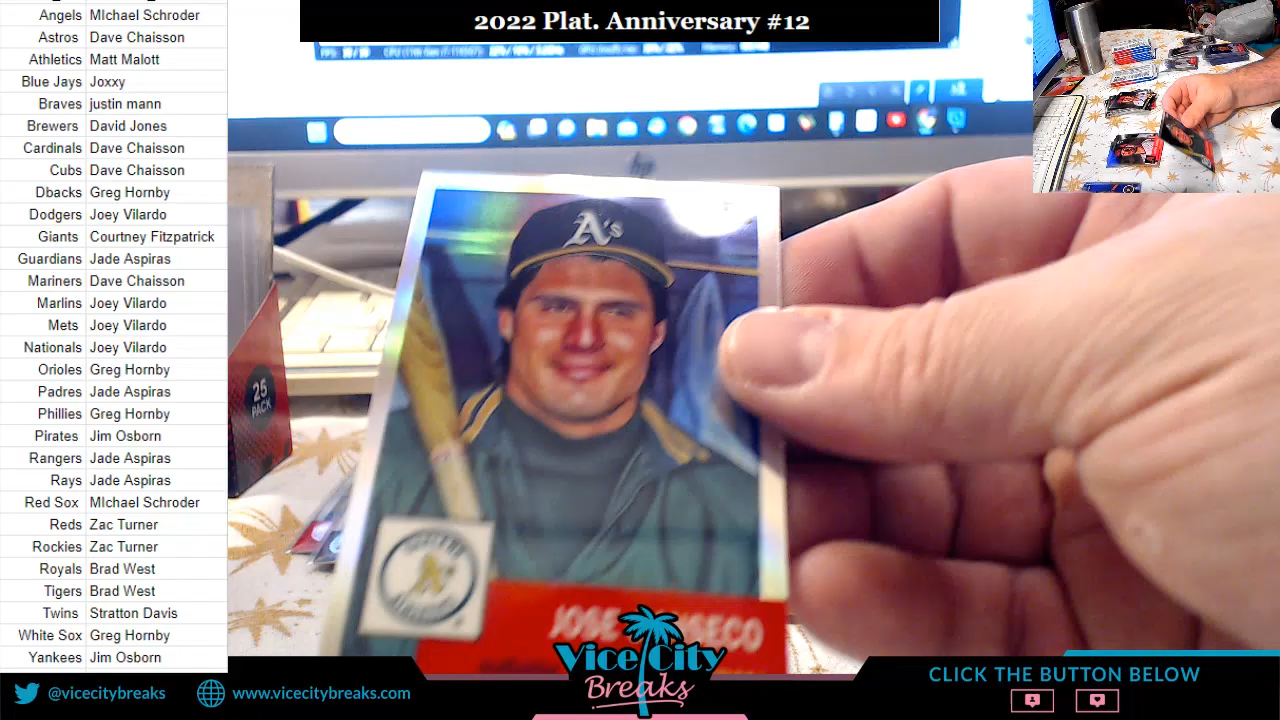 2022 Plat. Anniversary #12
Angels MIchael Schroder
Astros Dave Chaisson
Athletics Matt Malott
Blue Jays Joxxy
Braves justin mann
Brewers David Jones
Cardinals Dave Chaisson
Cubs Dave Chaisson
Dbacks Greg Hornby
Dodgers Joey Vilardo
Giants Courtney Fitzpatrick
Guardians Jade Aspiras
Mariners Dave Chaisson
Marlins Joey Vilardo
Mets Joey Vilardo
Nationals Joey Vilardo
Orioles Greg Hornby
Padres Jade Aspiras
Phillies Greg Hornby
Pirates Jim Osborn
Rangers Jade Aspiras
Rays Jade Aspiras
Red Sox MIchael Schroder
Reds Zac Turner
Rockies Zac Turner
Royals Brad West
Tigers Brad West
Twins Stratton Davis
White Sox Greg Hornby
Yankees Jim Osborn
hp
A's
25
PACK
A's
JOSE
Vice City
Breaks
@vicecitybreaks
www.vicecitybreaks.com
CLICK THE BUTTON BELOW